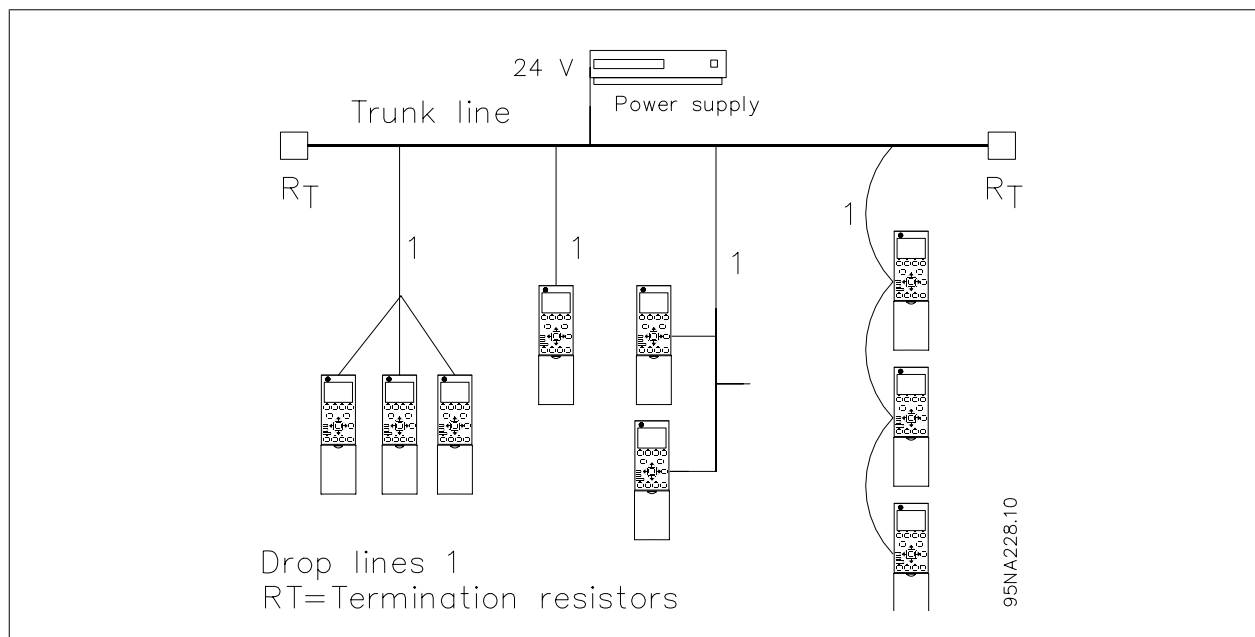 24 V
Power supply
Trunk line
RT
RT
1
1
1
1
Drop lines 1
RT=Termination resistors
95NA228.10